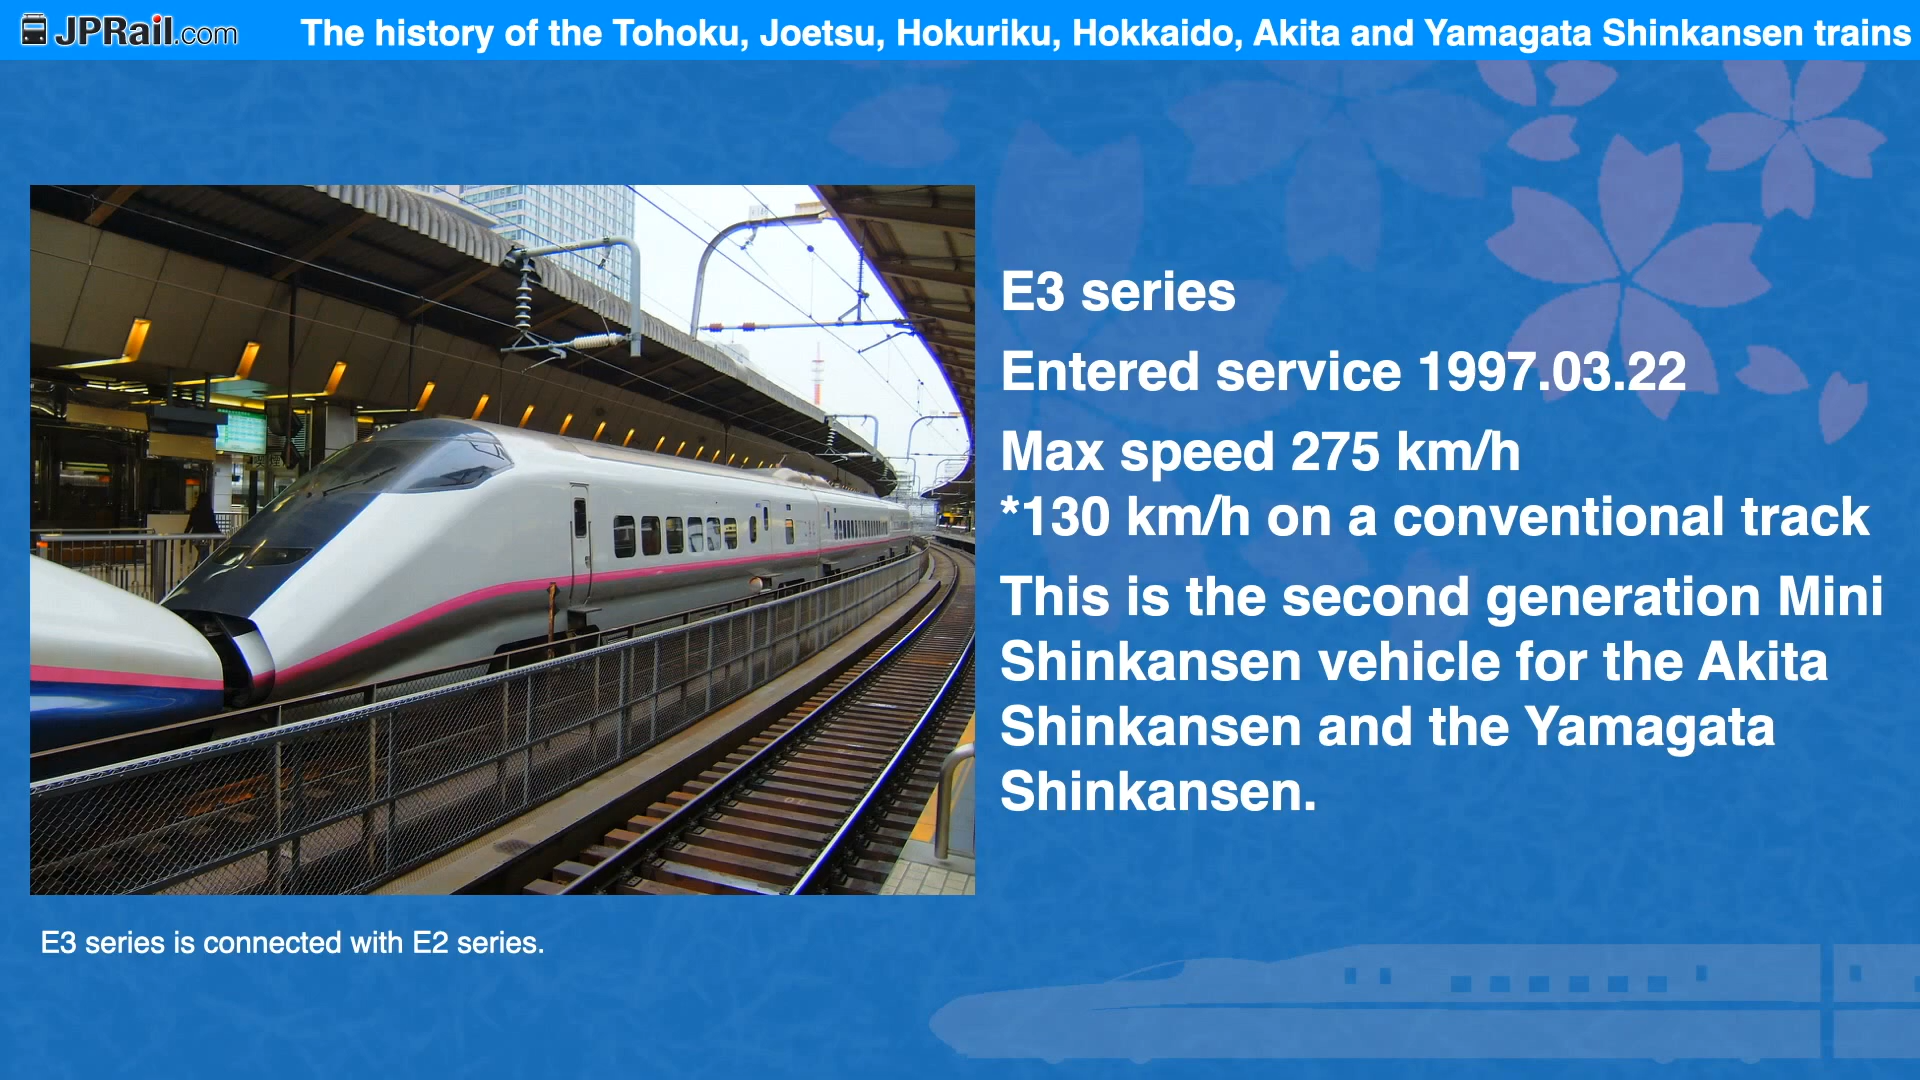 JPRail.com
The history of the Tohoku, Joetsu, Hokuriku, Hokkaido, Akita and Yamagata Shinkansen trains
E3 series
Entered service 1997.03.22
Max speed 275 km/h
*130 km/h on a conventional track
This is the second generation Mini
Shinkansen vehicle for the Akita
Shinkansen and the Yamagata
Shinkansen.
E3 series is connected with E2 series.